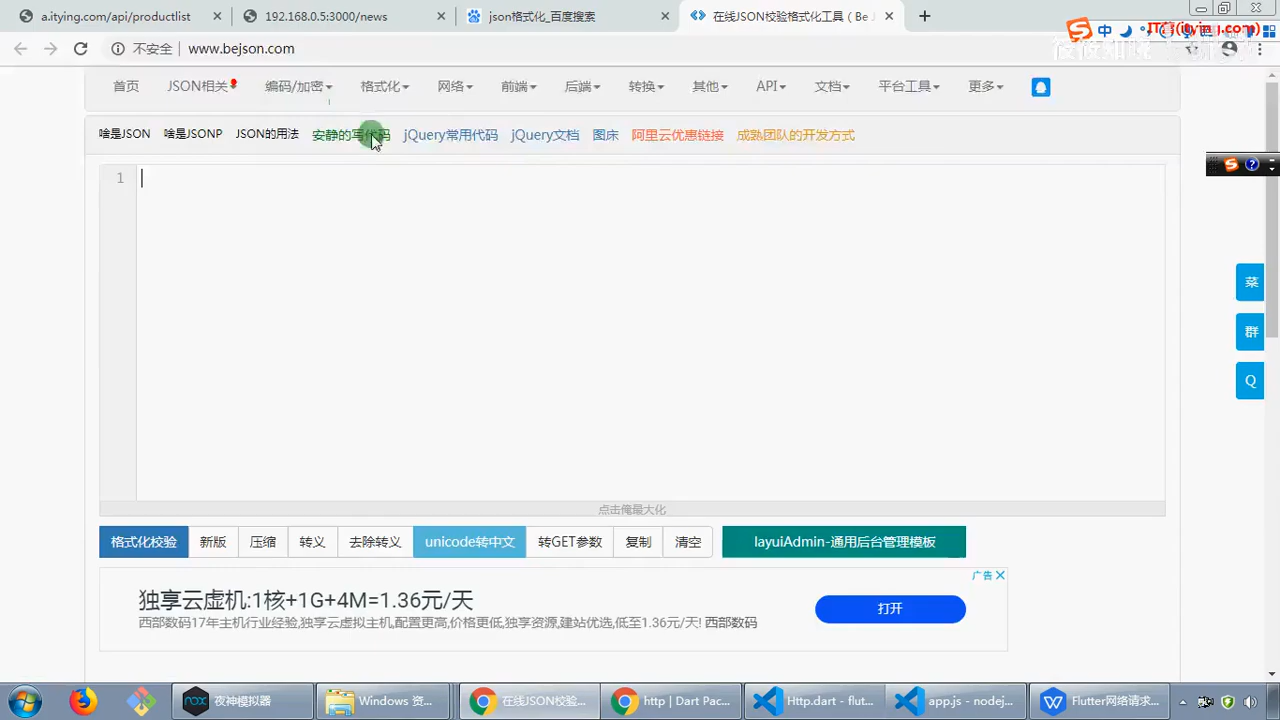 a.itying.com/api/productlist
192.168.0.5:3000/news
json格式化_百度搜索
在线JSON校验格式化工具（Be J
中
IT营(itying.com)
不安全 | www.bejson.com
首页 JSON相关 编码/加密 格式化 网络 前端 后端 转换 其他 API 文档 平台工具 更多
啥是JSON 啥是JSONP JSON的用法 安静的写代码 jQuery常用代码 jQuery文档 图床 阿里云优惠链接 成熟团队的开发方式
1
菜
群
Q
点击俺最大化
格式化校验 新版 压缩 转义 去除转义 unicode转中文 转GET参数 复制 清空 layuiAdmin-通用后台管理模板
广告
独享云虚机:1核+1G+4M=1.36元/天
西部数码17年主机行业经验,独享云虚拟主机,配置更高,价格更低,独享资源,建站优选,低至1.36元/天! 西部数码
打开
nox 夜神模拟器 Windows 资... 在线JSON校验... http | Dart Pac... Http.dart - flut... app.js - nodej... Flutter网络请求...